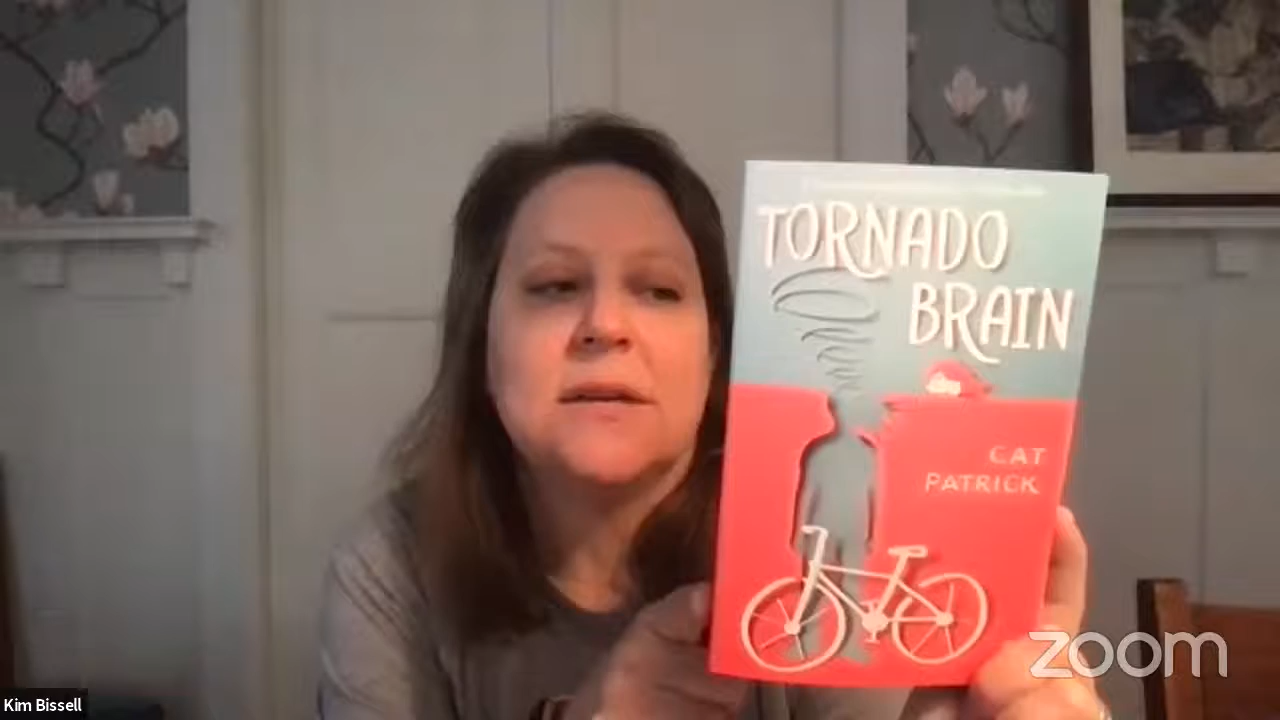 TORNADO
BRAIN
CAT
PATRICK
zoom
Kim Bissell